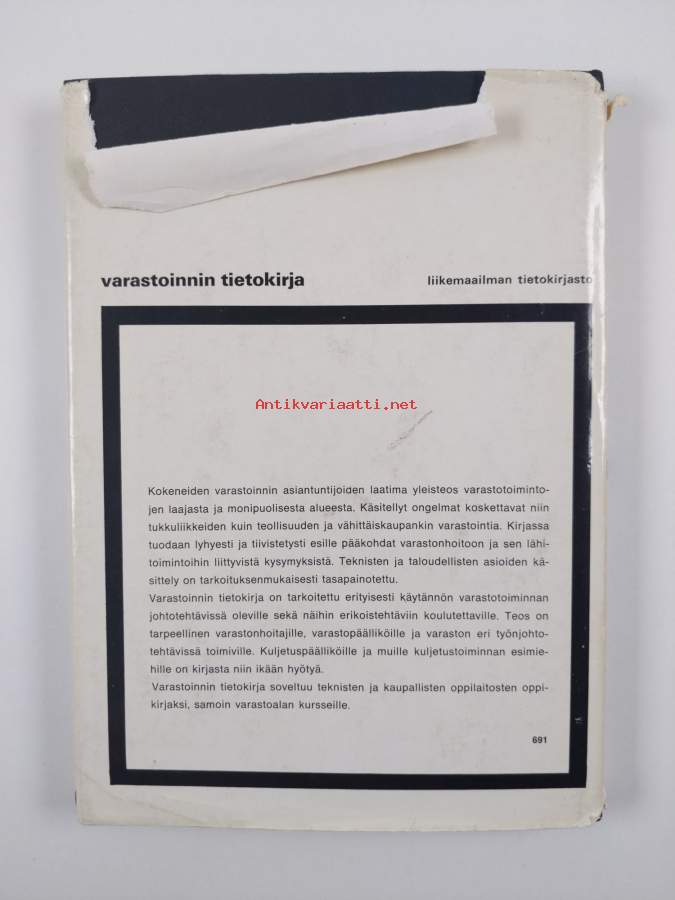 varastoinnin tietokirja
liikemaailman tietokirjasto
Antikvariaatti.net
Kokeneiden varastoinnin asiantuntijoiden laatima yleisteos varastotoiminto-
jen laajasta ja monipuolisesta alueesta. Käsitellyt ongelmat koskettavat niin
tukkuliikkeiden kuin teollisuuden ja vähittäiskaupankin varastointia. Kirjassa
tuodaan lyhyesti ja tiivistetysti esille pääkohdat varastonhoitoon ja sen lähi-
toimintoihin liittyvistä kysymyksistä. Teknisten ja taloudellisten asioiden kä-
sittely on tarkoituksenmukaisesti tasapainotettu.
Varastoinnin tietokirja on tarkoitettu erityisesti käytännön varastotoiminnan
johtotehtävissä oleville sekä näihin erikoistehtäviin koulutettaville. Teos on
tarpeellinen varastonhoitajille, varastopäälliköille ja varaston eri työnjohto-
tehtävissä toimiville. Kuljetuspäälliköille ja muille kuljetustoiminnan esimie-
hille on kirjasta niin ikään hyötyä.
Varastoinnin tietokirja soveltuu teknisten ja kaupallisten oppilaitosten oppi-
kirjaksi, samoin varastoalan kursseille.
691